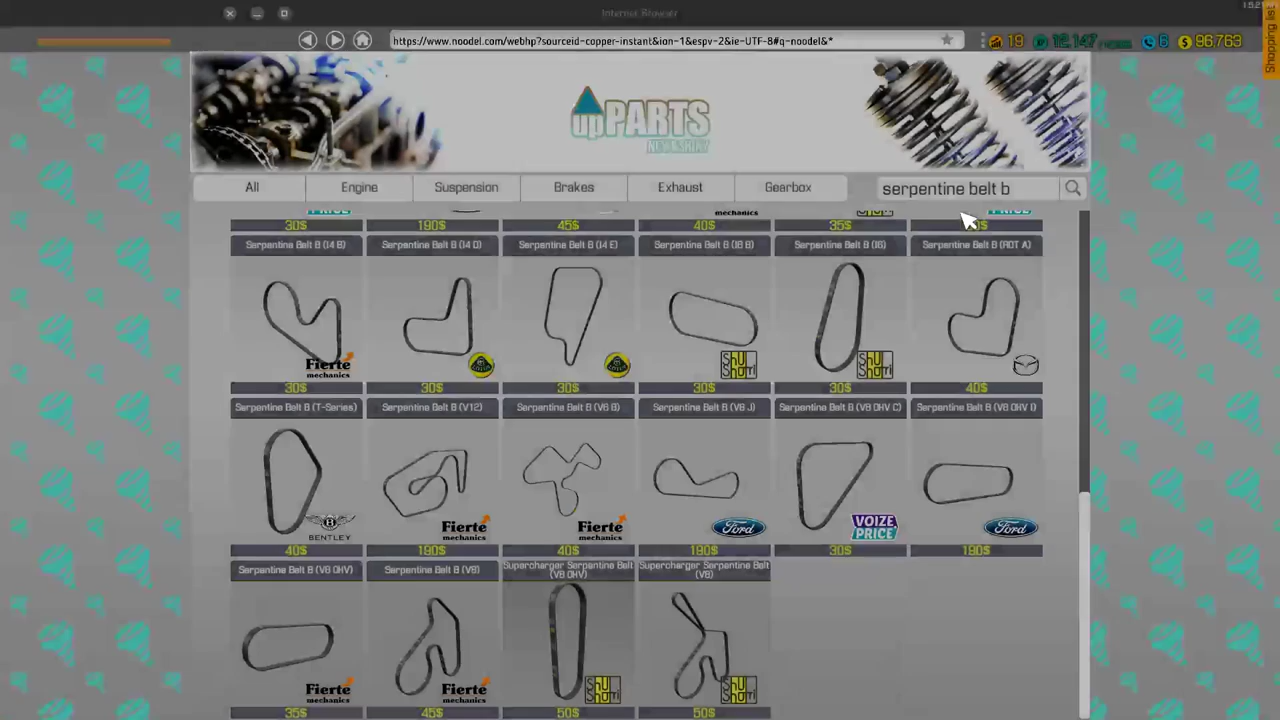 Internet Browser
https://www.noodel.com/webhp?sourceid-copper-instant&ion-1&espv-2&ie-UTF-8#q-noodel&*
19 12,147 6 $ 96,763
Shopping list
upPARTS
All Engine Suspension Brakes Exhaust Gearbox serpentine belt b
PRICE mechanics PRICE
30$ 190$ 45$ 40$ 35$
Serpentine Belt B (I4 B) Serpentine Belt B (I4 D) Serpentine Belt B (I4 E) Serpentine Belt B (I6 B) Serpentine Belt B (I6) Serpentine Belt B (ROT A)
Fierte mechanics
30$ 30$ 30$ 30$ 30$ 40$
Serpentine Belt B (T-Series) Serpentine Belt B (V12) Serpentine Belt B (V6 B) Serpentine Belt B (V6 J) Serpentine Belt B (V8 OHV C) Serpentine Belt B (V8 OHV I)
BENTLEY Fierte mechanics Fierte mechanics Ford VOIZE PRICE Ford
40$ 190$ 40$ 190$ 30$ 190$
Serpentine Belt B (V8 OHV) Serpentine Belt B (V8) Supercharger Serpentine Belt (V8 OHV) Supercharger Serpentine Belt (V8)
Fierte mechanics Fierte mechanics
35$ 45$ 50$ 50$